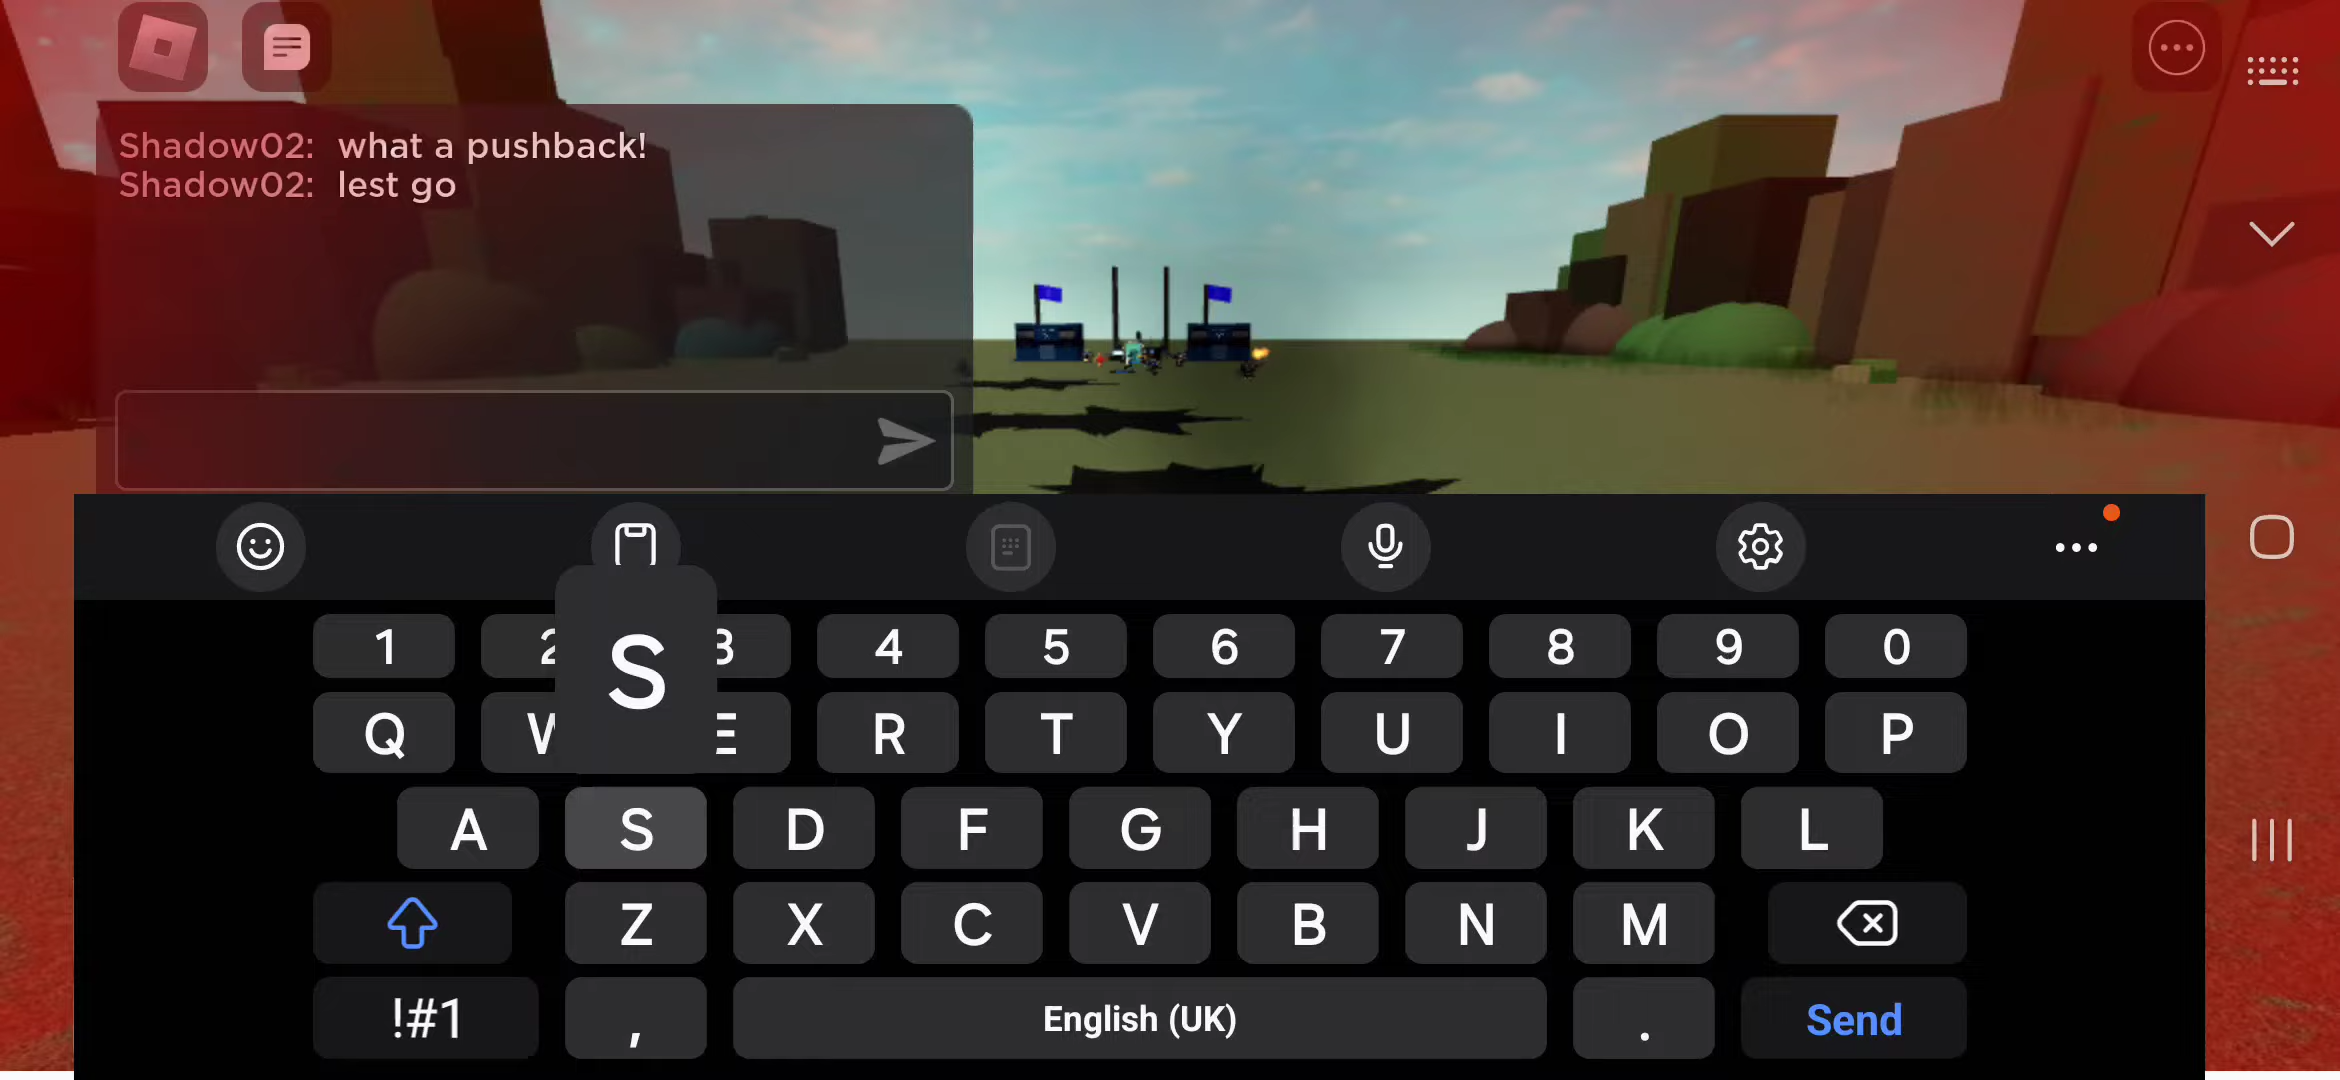 Shadow02: what a pushback!
Shadow02: lest go
S
1 2 3 4 5 6 7 8 9 0
Q W E R T Y U I O P
A S D F G H J K L
Z X C V B N M
!#1 , English (UK) . Send